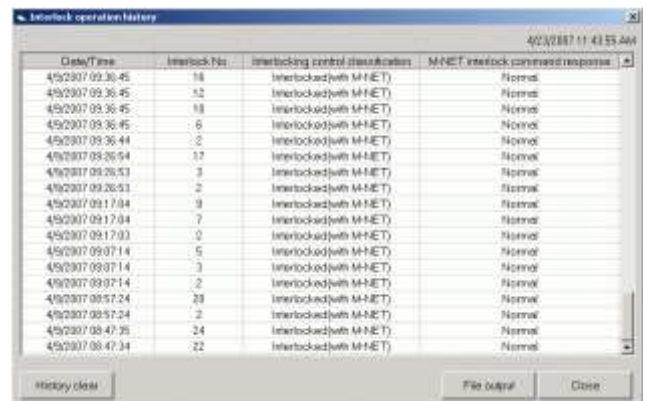 Interlock operation history
4/23/2007 11:43:55 AM
Date/Time Interlock No. Interlocking control classification M-NET interlock command response
4/9/2007 09:36:45 16 Interlocked(with M-NET) Normal
4/9/2007 09:36:45 12 Interlocked(with M-NET) Normal
4/9/2007 09:36:45 10 Interlocked(with M-NET) Normal
4/9/2007 09:36:45 6 Interlocked(with M-NET) Normal
4/9/2007 09:36:44 2 Interlocked(with M-NET) Normal
4/9/2007 09:26:54 17 Interlocked(with M-NET) Normal
4/9/2007 09:26:53 3 Interlocked(with M-NET) Normal
4/9/2007 09:26:53 2 Interlocked(with M-NET) Normal
4/9/2007 09:17:04 9 Interlocked(with M-NET) Normal
4/9/2007 09:17:04 7 Interlocked(with M-NET) Normal
4/9/2007 09:17:03 2 Interlocked(with M-NET) Normal
4/9/2007 09:07:14 5 Interlocked(with M-NET) Normal
4/9/2007 09:07:14 3 Interlocked(with M-NET) Normal
4/9/2007 09:07:14 2 Interlocked(with M-NET) Normal
4/9/2007 08:57:24 20 Interlocked(with M-NET) Normal
4/9/2007 08:57:24 2 Interlocked(with M-NET) Normal
4/9/2007 08:47:35 24 Interlocked(with M-NET) Normal
4/9/2007 08:47:34 22 Interlocked(with M-NET) Normal
History clear File output Close